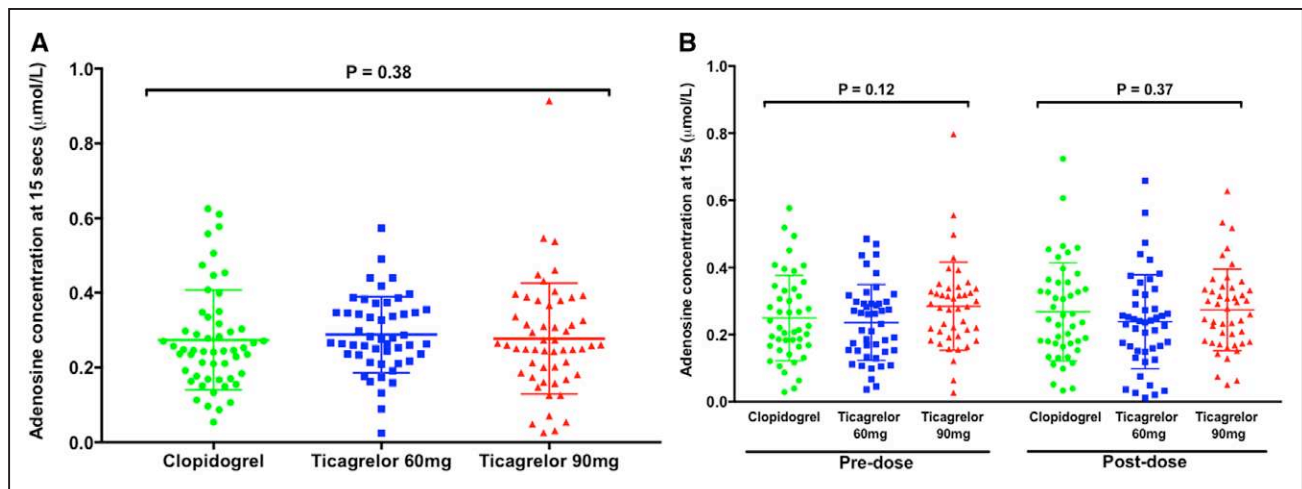 A
Adenosine concentration at 15 secs (μmol/L)
1.0
0.8
0.6
0.4
0.2
0.0
P = 0.38
Clopidogrel
Ticagrelor 60mg
Ticagrelor 90mg
B
Adenosine concentration at 15s (μmol/L)
1.0
0.8
0.6
0.4
0.2
0.0
P = 0.12
P = 0.37
Clopidogrel
Ticagrelor
60mg
Ticagrelor
90mg
Clopidogrel
Ticagrelor
60mg
Ticagrelor
90mg
Pre-dose
Post-dose